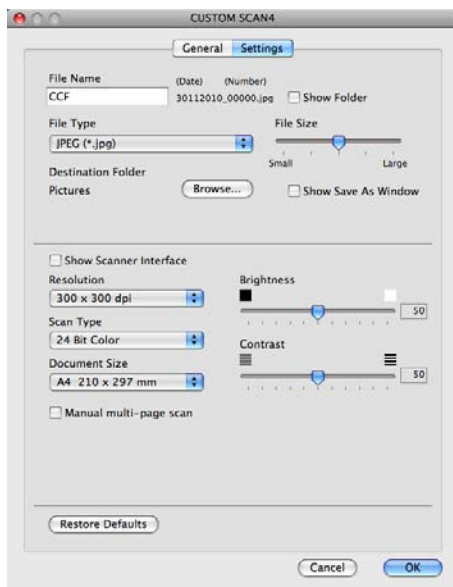 CUSTOM SCAN4
General Settings
File Name (Date) (Number)
CCF 30112010_00000.jpg Show Folder
File Type File Size
JPEG (*.jpg)
Small Large
Destination Folder
Pictures Browse... Show Save As Window
Show Scanner Interface
Resolution Brightness
300 x 300 dpi 50
Scan Type
24 Bit Color Contrast
Document Size
A4 210 x 297 mm 50
Manual multi-page scan
Restore Defaults
Cancel OK